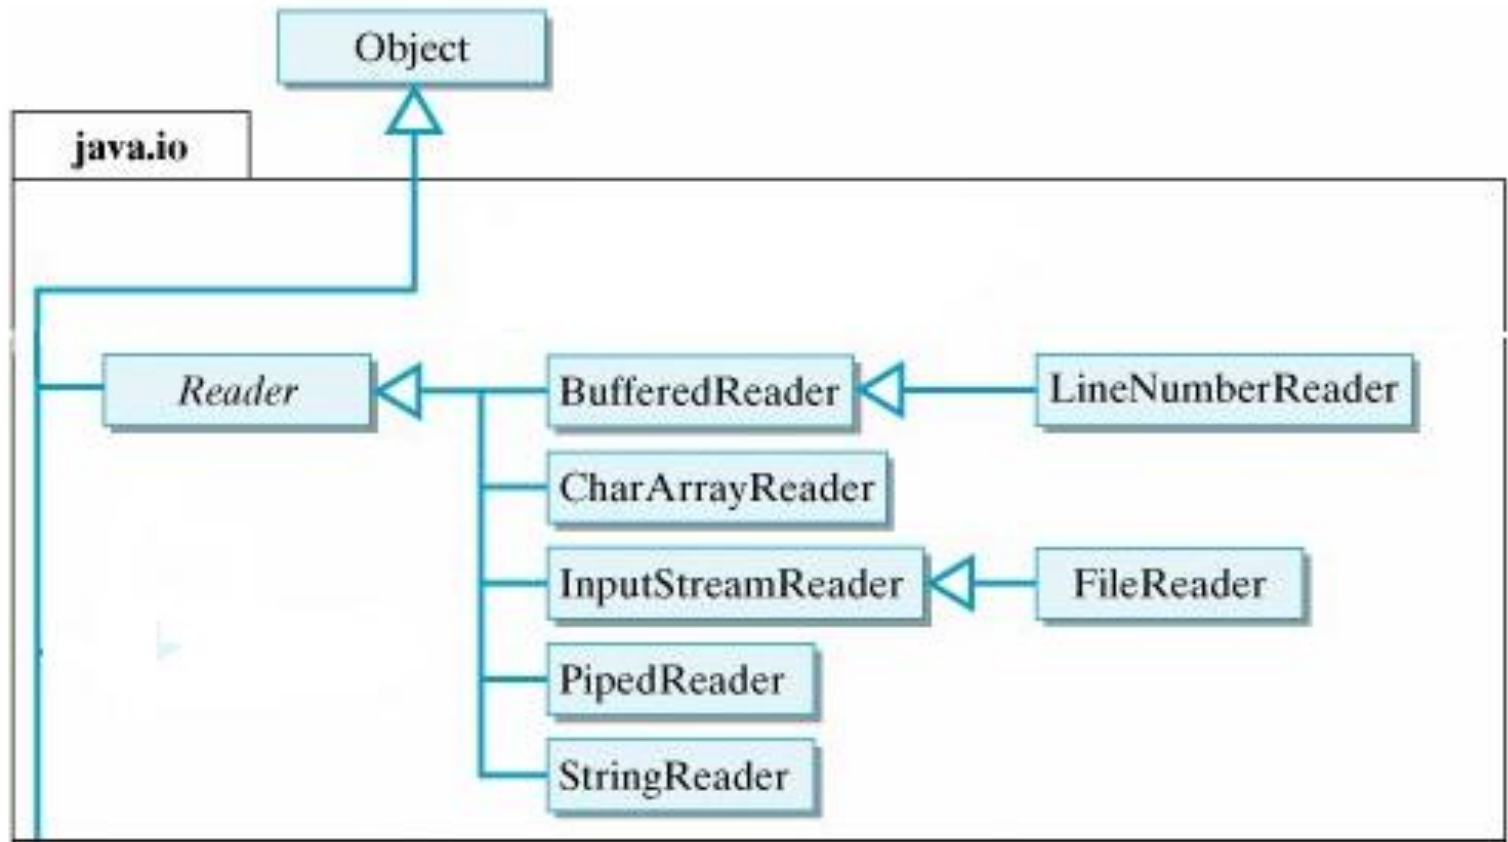 Object
java.io
Reader
BufferedReader
LineNumberReader
CharArrayReader
InputStreamReader
FileReader
PipedReader
StringReader